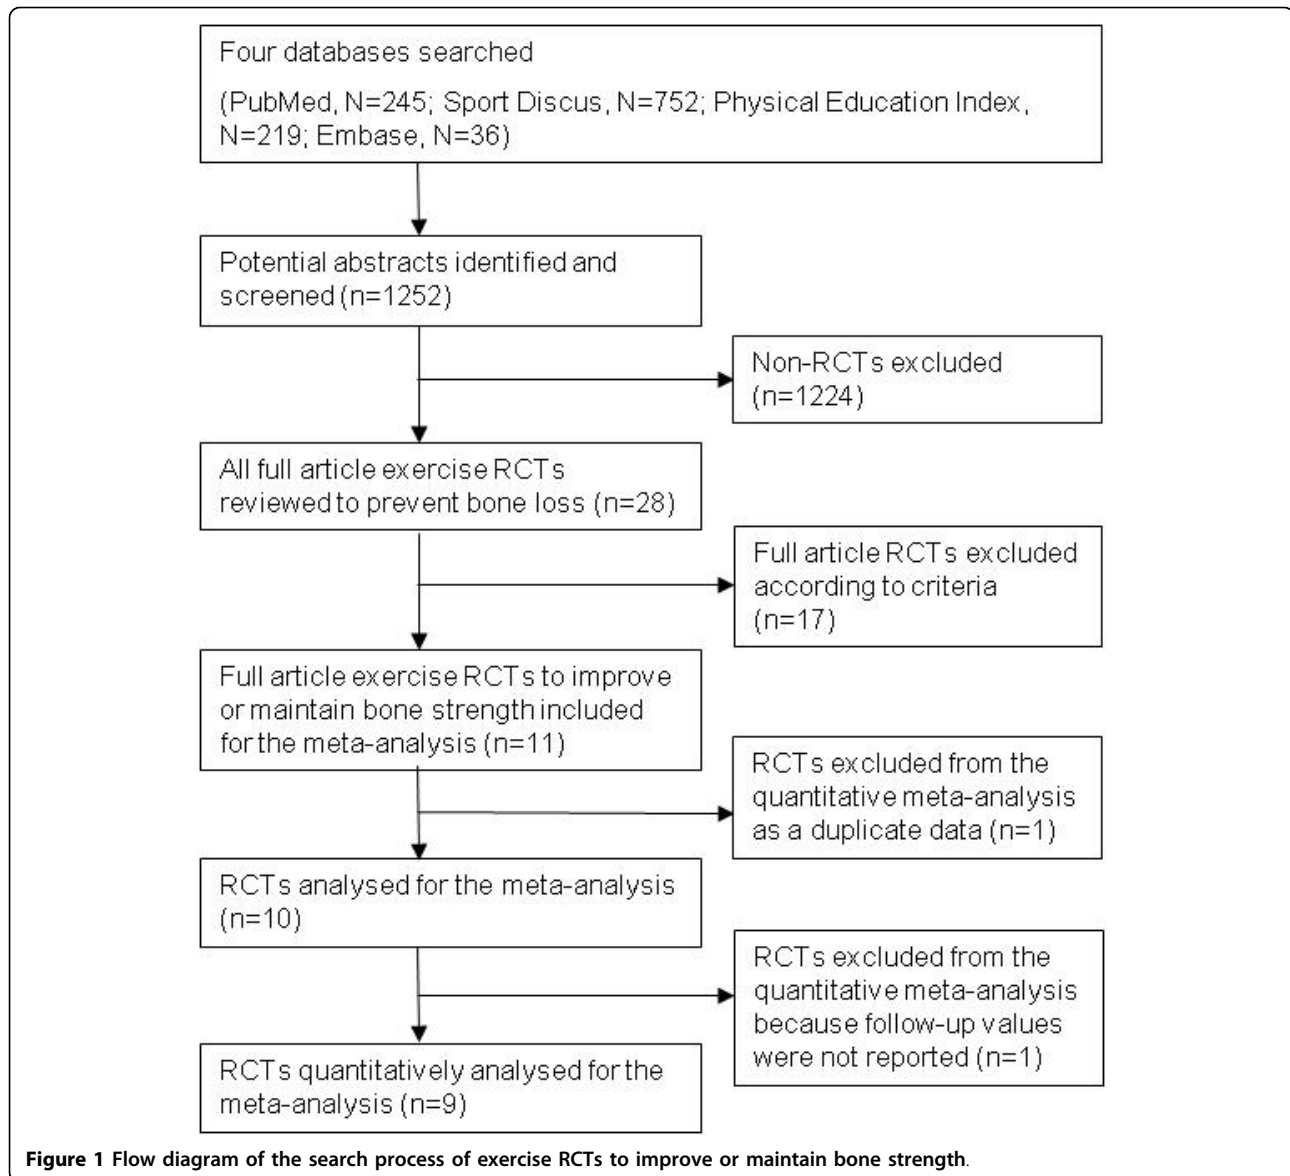 Four databases searched
(PubMed, N=245; Sport Discus, N=752; Physical Education Index,
N=219; Embase, N=36)
Potential abstracts identified and
screened (n=1252)
Non-RCTs excluded
(n=1224)
All full article exercise RCTs
reviewed to prevent bone loss (n=28)
Full article RCTs excluded
according to criteria
(n=17)
Full article exercise RCTs to improve
or maintain bone strength included
for the meta-analysis (n=11)
RCTs excluded from the
quantitative meta-analysis
as a duplicate data (n=1)
RCTs analysed for the meta-analysis
(n=10)
RCTs excluded from the
quantitative meta-analysis
because follow-up values
were not reported (n=1)
RCTs quantitatively analysed for the
meta-analysis (n=9)
Figure 1 Flow diagram of the search process of exercise RCTs to improve or maintain bone strength.